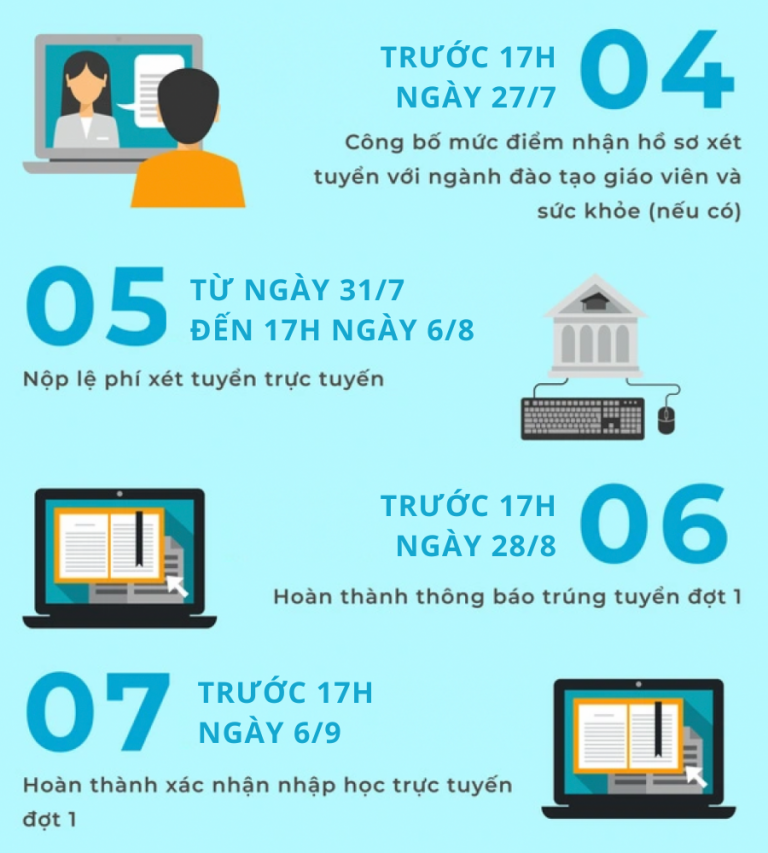 04
TRƯỚC 17H
NGÀY 27/7
Công bố mức điểm nhận hồ sơ xét
tuyển với ngành đào tạo giáo viên và
sức khỏe (nếu có)
05
TỪ NGÀY 31/7
ĐẾN 17H NGÀY 6/8
Nộp lệ phí xét tuyển trực tuyến
06
TRƯỚC 17H
NGÀY 28/8
Hoàn thành thông báo trúng tuyển đợt 1
07
TRƯỚC 17H
NGÀY 6/9
Hoàn thành xác nhận nhập học trực tuyến
đợt 1